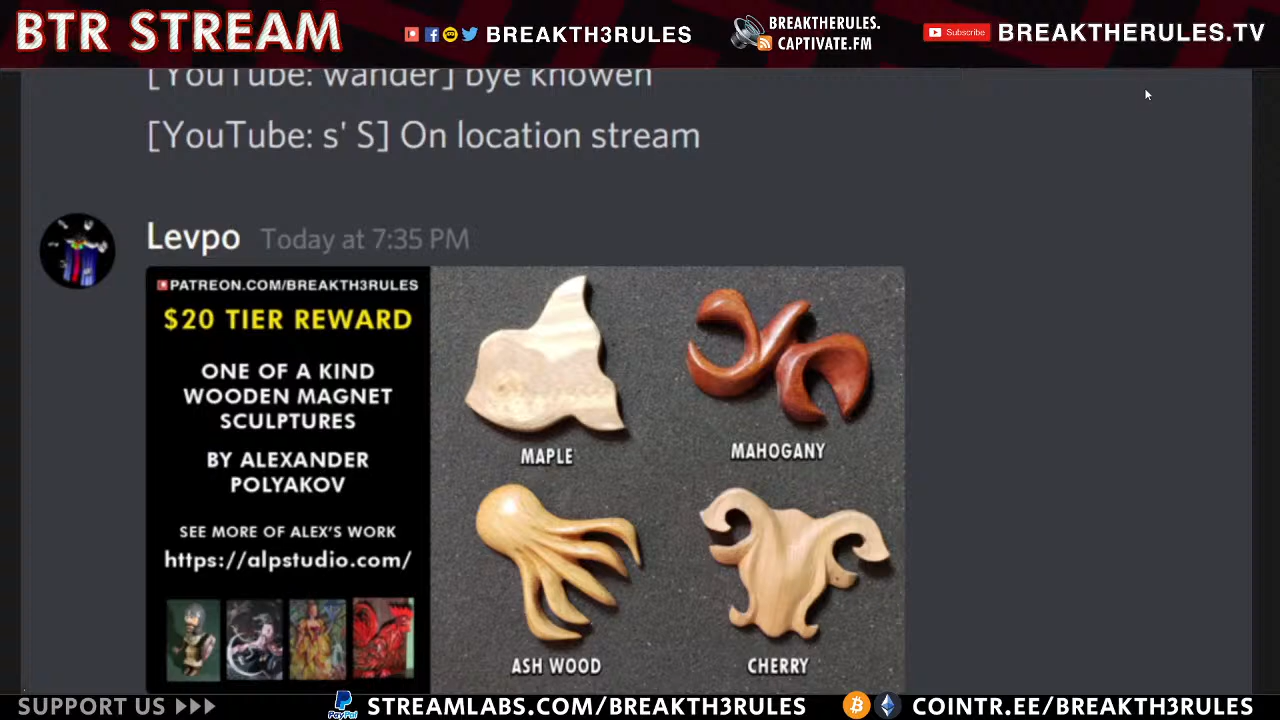 BTR STREAM
BREAKTH3RULES
BREAKTHERULES.
CAPTIVATE.FM
Subscribe
BREAKTHERULES.TV
[YouTube: wander] bye knowen
[YouTube: s' S] On location stream
Levpo Today at 7:35 PM
PATREON.COM/BREAKTH3RULES
$20 TIER REWARD
ONE OF A KIND
WOODEN MAGNET
SCULPTURES
BY ALEXANDER
POLYAKOV
SEE MORE OF ALEX'S WORK
https://alpstudio.com/
MAPLE
MAHOGANY
ASH WOOD
CHERRY
SUPPORT US >>>
PayPal
STREAMLABS.COM/BREAKTH3RULES
COINTR.EE/BREAKTH3RULES